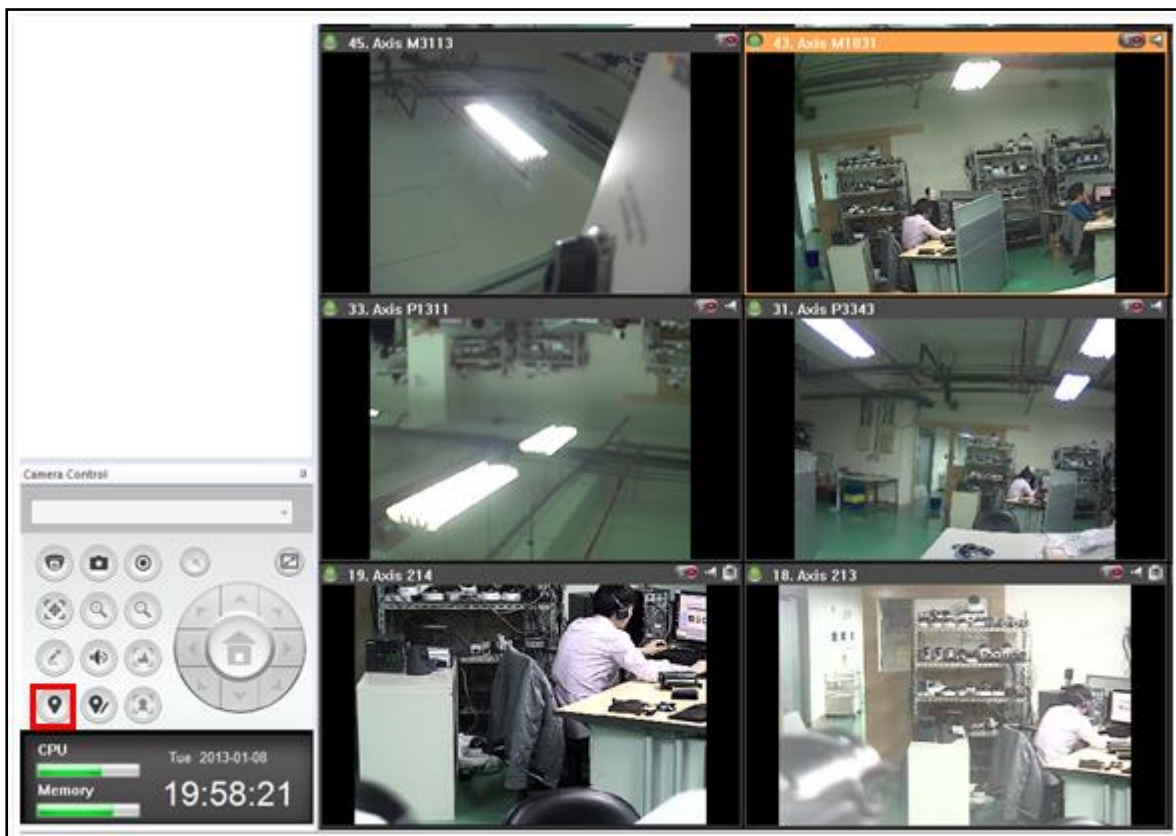 45. Axis M3113
43. Axis M1031
33. Axis P1311
31. Axis P3343
Camera Control
19. Axis 214
18. Axis 213
CPU
Tue 2013-01-08
Memory
19:58:21